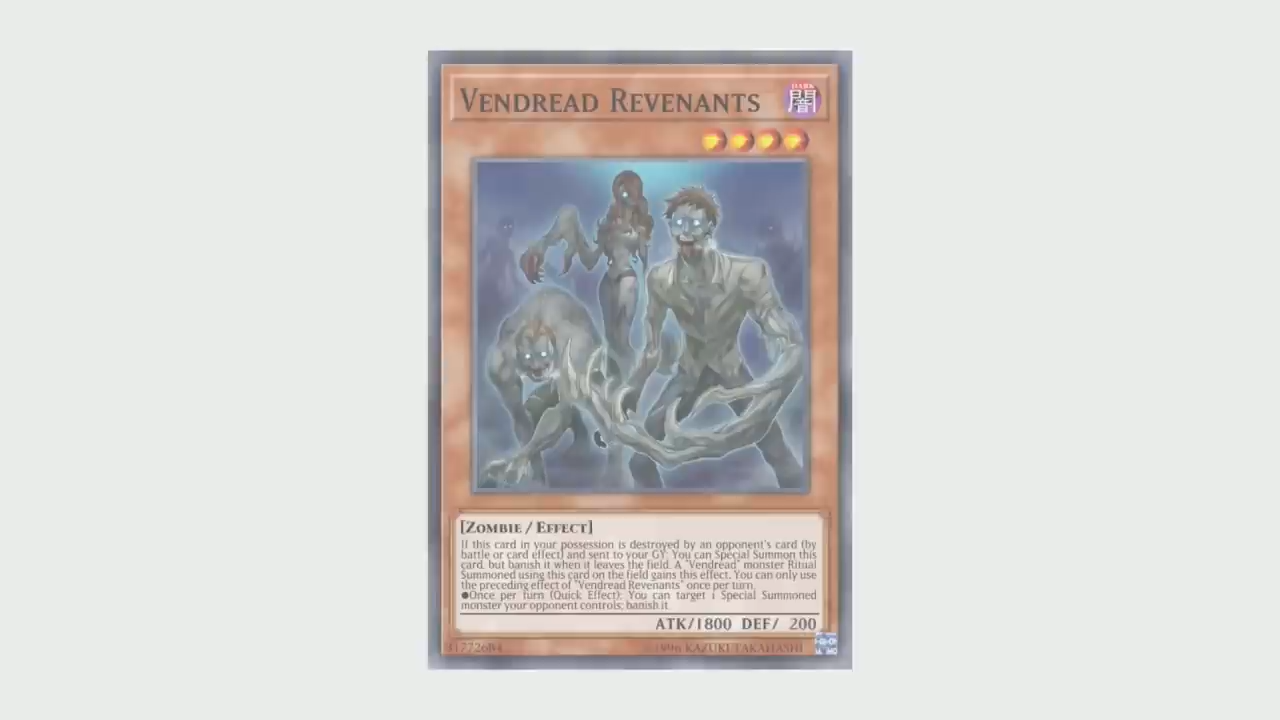 VENDREAD REVENANTS
DARK
闇
[ZOMBIE / EFFECT]
If this card in your possession is destroyed by an opponent's card (by
battle or card effect) and sent to your GY: You can Special Summon this
card, but banish it when it leaves the field. A "Vendread" monster Ritual
Summoned using this card on the field gains this effect. You can only use
the preceding effect of "Vendread Revenants" once per turn.
●Once per turn (Quick Effect): You can target 1 Special Summoned
monster your opponent controls; banish it.
ATK/1800 DEF/ 200
1996 KAZUKI TAKAHASHI